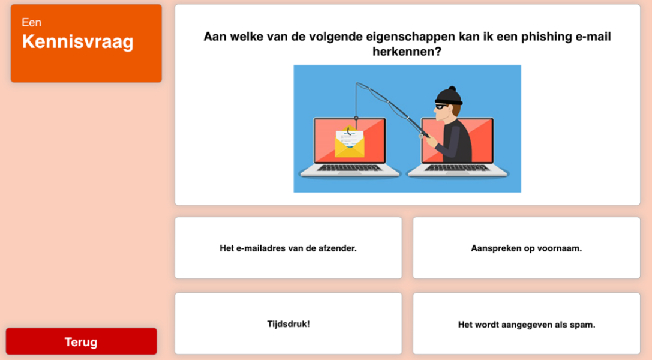 Een
Kennisvraag
Aan welke van de volgende eigenschappen kan ik een phishing e-mail
herkennen?
Het e-mailadres van de afzender.
Aanspreken op voornaam.
Tijdsdruk!
Het wordt aangegeven als spam.
Terug